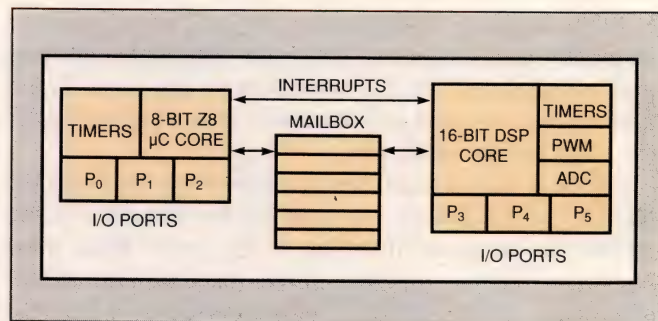 INTERRUPTS
MAILBOX
TIMERS
8-BIT Z8
µC CORE
P₀ P₁ P₂
I/O PORTS
16-BIT DSP
CORE
TIMERS
PWM
ADC
P₃ P₄ P₅
I/O PORTS